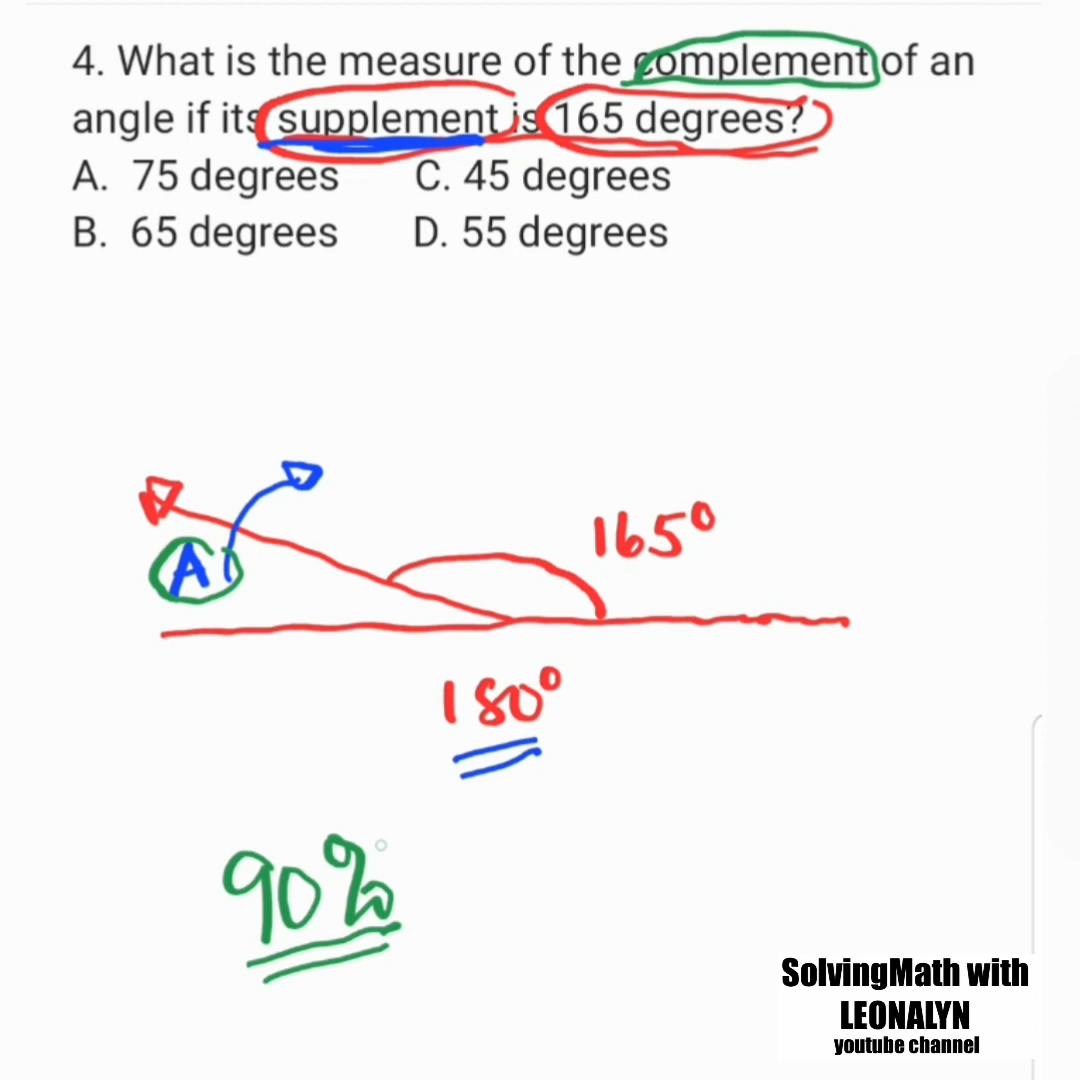 4. What is the measure of the complement of an
angle if its supplement is 165 degrees?
A. 75 degrees C. 45 degrees
B. 65 degrees D. 55 degrees
165°
A
180°
90°
SolvingMath with
LEONALYN
youtube channel